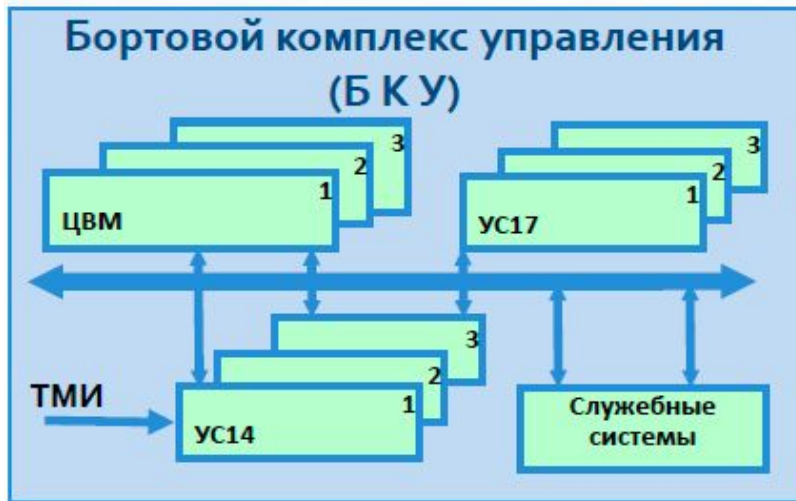 Бортовой комплекс управления
(Б К У)
3
2
1
ЦВМ
3
2
1
УС17
3
2
1
УС14
ТМИ
Служебные
системы